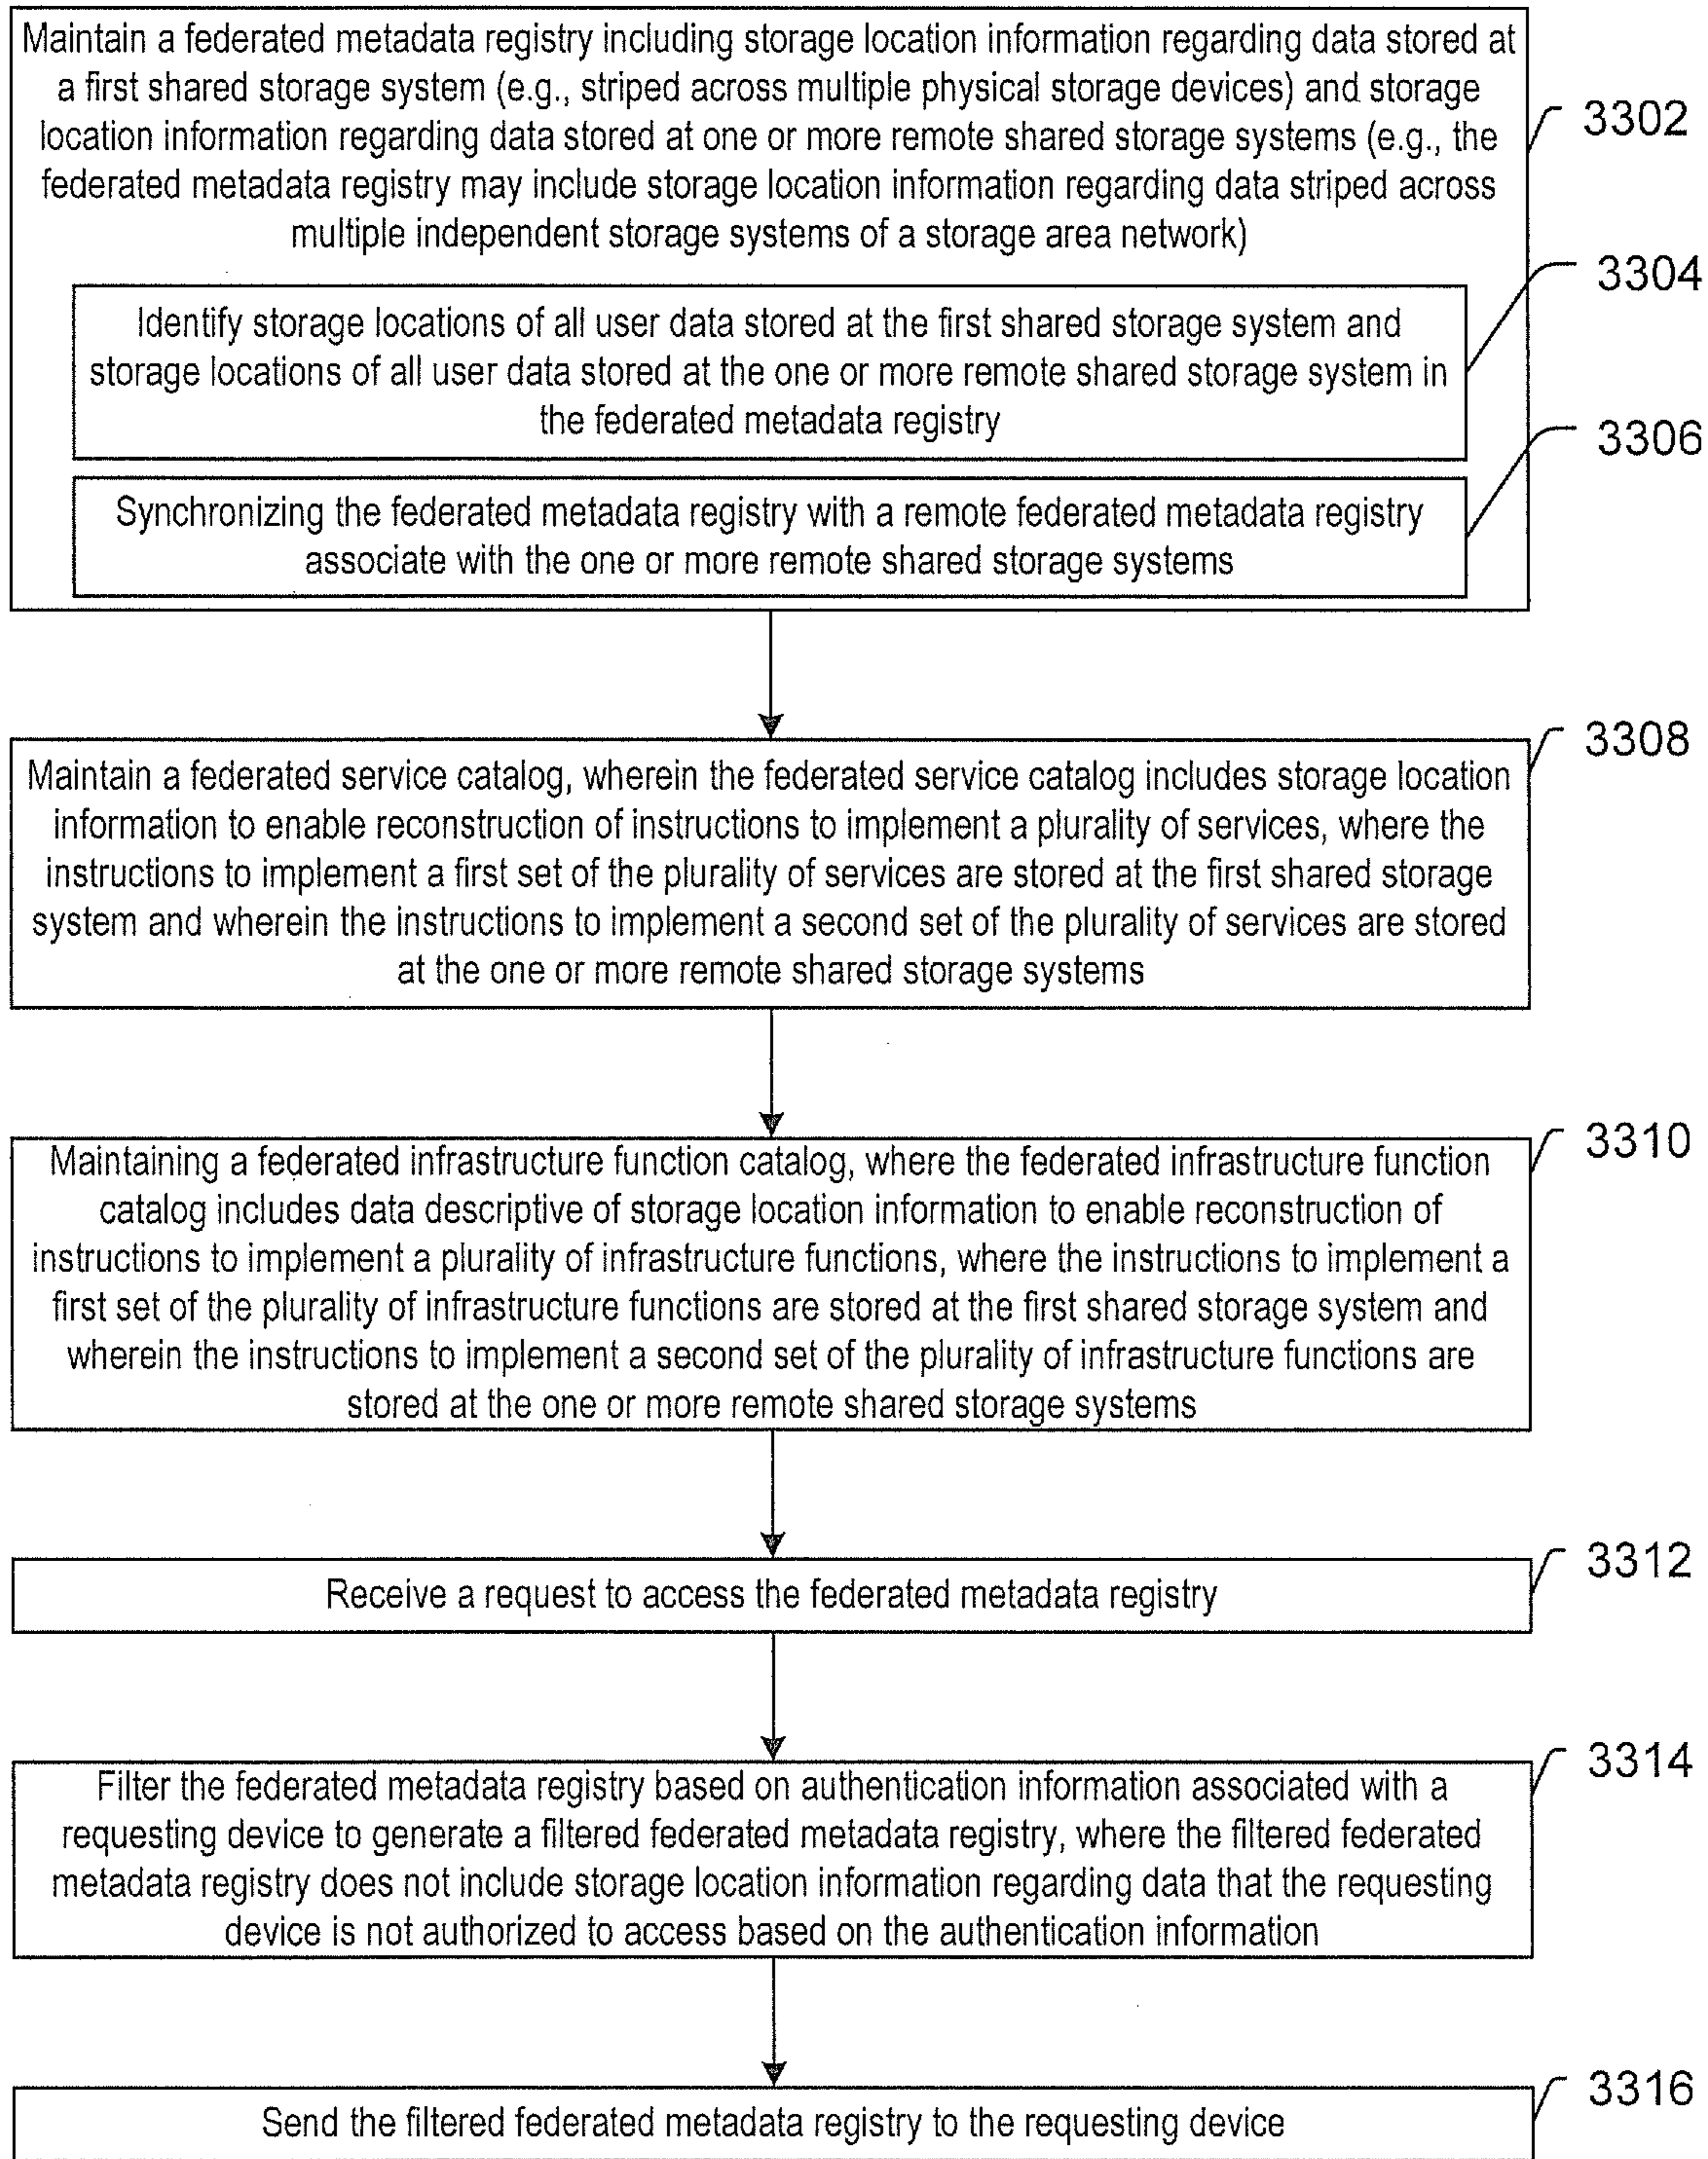 Maintain a federated metadata registry including storage location information regarding data stored at
a first shared storage system (e.g., striped across multiple physical storage devices) and storage
location information regarding data stored at one or more remote shared storage systems (e.g., the
federated metadata registry may include storage location information regarding data striped across
multiple independent storage systems of a storage area network)
3302
3304
Identify storage locations of all user data stored at the first shared storage system and
storage locations of all user data stored at the one or more remote shared storage system in
the federated metadata registry
3306
Synchronizing the federated metadata registry with a remote federated metadata registry
associate with the one or more remote shared storage systems
3308
Maintain a federated service catalog, wherein the federated service catalog includes storage location
information to enable reconstruction of instructions to implement a plurality of services, where the
instructions to implement a first set of the plurality of services are stored at the first shared storage
system and wherein the instructions to implement a second set of the plurality of services are stored
at the one or more remote shared storage systems
3310
Maintaining a federated infrastructure function catalog, where the federated infrastructure function
catalog includes data descriptive of storage location information to enable reconstruction of
instructions to implement a plurality of infrastructure functions, where the instructions to implement a
first set of the plurality of infrastructure functions are stored at the first shared storage system and
wherein the instructions to implement a second set of the plurality of infrastructure functions are
stored at the one or more remote shared storage systems
3312
Receive a request to access the federated metadata registry
3314
Filter the federated metadata registry based on authentication information associated with a
requesting device to generate a filtered federated metadata registry, where the filtered federated
metadata registry does not include storage location information regarding data that the requesting
device is not authorized to access based on the authentication information
3316
Send the filtered federated metadata registry to the requesting device